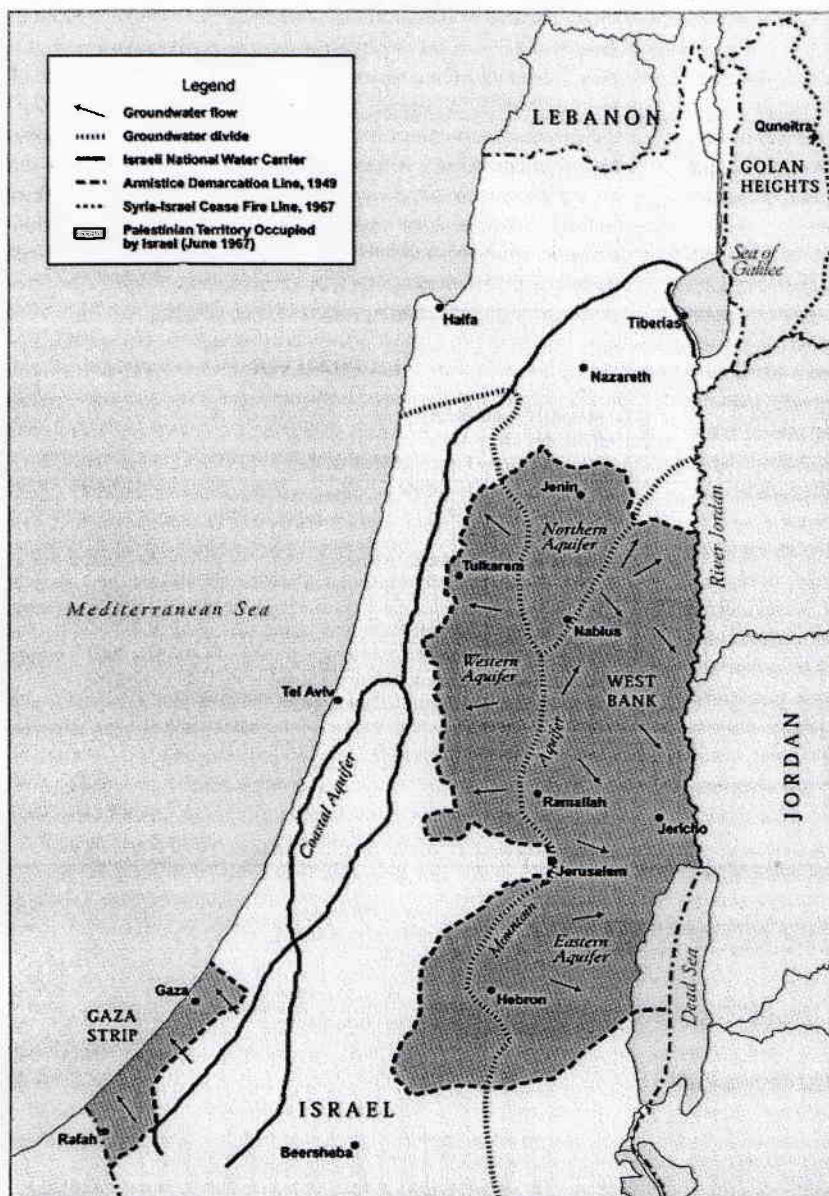 Legend
Groundwater flow
Groundwater divide
Israeli National Water Carrier
Armistice Demarcation Line, 1949
Syria-Israel Cease Fire Line, 1967
Palestinian Territory Occupied
by Israel (June 1967)
LEBANON
Quneitra
GOLAN
HEIGHTS
Sea of
Galilee
Haifa
Tiberias
Nazareth
Jenin
Northern
Aquifer
River Jordan
Tulkarem
Mediterranean Sea
Nablus
Western
Aquifer
WEST
BANK
Tel Aviv
Aquifer
JORDAN
Coastal Aquifer
Ramallah
Jericho
Jerusalem
Mountain
Eastern
Aquifer
Hebron
Dead Sea
Gaza
GAZA
STRIP
ISRAEL
Rafah
Beersheba